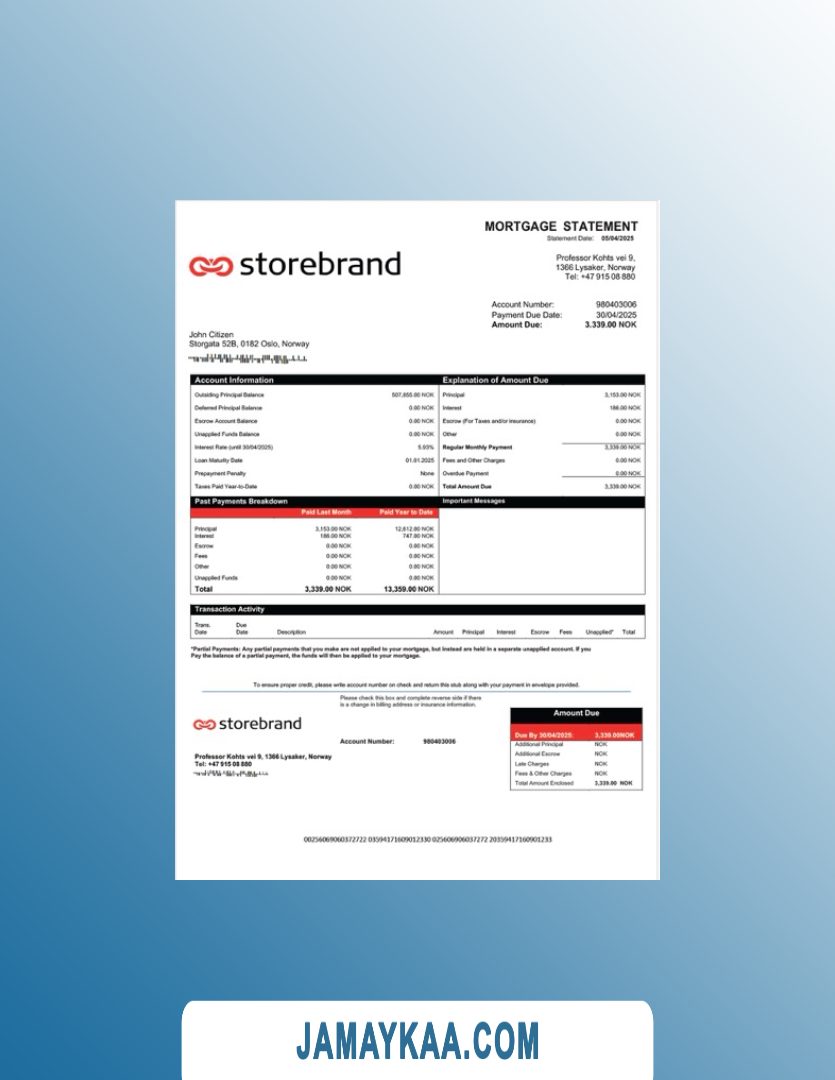 MORTGAGE STATEMENT
Statement Date: 05/04/2025
storebrand
Professor Kohts vei 9,
1366 Lysaker, Norway
Tel: +47 915 08 880
Account Number: 980403006
Payment Due Date: 30/04/2025
Amount Due: 3.339.00 NOK
John Citizen
Storgata 52B, 0182 Oslo, Norway
Account Information Explanation of Amount Due
Outsiding Principal Balance 507,655.00 NOK Principal 3,153.00 NOK
Deferred Principal Balance 0.00 NOK Interest 186.00 NOK
Escrow Account Balance 0.00 NOK Escrow (For Taxes and/or insurance) 0.00 NOK
Unapplied Funds Balance 0.00 NOK Other 0.00 NOK
Interest Rate (until 30/04/2025) 5.93% Regular Monthly Payment 3,339.00 NOK
Loan Maturity Date 01.01.2025 Fees and Other Charges 0.00 NOK
Prepayment Penalty None Overdue Payment 0.00 NOK
Taxes Paid Year-to-Date 0.00 NOK Total Amount Due 3,339.00 NOK
Past Payments Breakdown Important Messages
Paid Last Month Paid Year to Date
Principal 3,153.00 NOK 12,612.00 NOK
Interest 186.00 NOK 747.00 NOK
Escrow 0.00 NOK 0.00 NOK
Fees 0.00 NOK 0.00 NOK
Other 0.00 NOK 0.00 NOK
Unapplied Funds 0.00 NOK 0.00 NOK
Total 3,339.00 NOK 13,359.00 NOK
Transaction Activity
Trans. Due
Date Date Description Amount Principal Interest Escrow Fees Unapplied* Total
*Partial Payments: Any partial payments that you make are not applied to your mortgage, but instead are held in a separate unapplied account. If you
Pay the balance of a partial payment, the funds will then be applied to your mortgage.
To ensure proper credit, please write account number on check and return this stub along with your payment in envelope provided.
Please check this box and complete reverse side if there
is a change in billing address or insurance information.
storebrand
Account Number: 980403006
Professor Kohts vei 9, 1366 Lysaker, Norway
Tel: +47 915 08 880
Amount Due
Due By 30/04/2025: 3,339.00NOK
Additional Principal NOK
Additional Escrow NOK
Late Charges NOK
Fees & Other Charges NOK
Total Amount Enclosed 3,339.00 NOK
00256069060372722 03594171609012330 025606906037272 20359417160901233
JAMAYKAA.COM